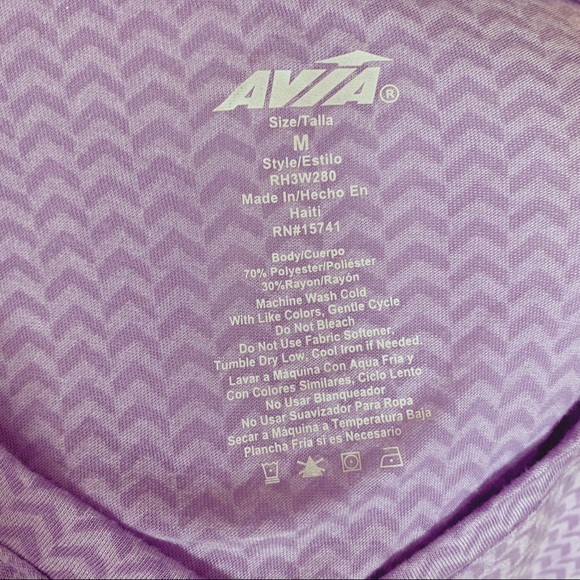 AVIA®
Size/Talla
M
Style/Estilo
RH3W280
Made In/Hecho En
Haiti
RN#15741
Body/Cuerpo
70% Polyester/Poliéster
30%Rayon/Rayón
Machine Wash Cold
With Like Colors, Gentle Cycle
Do Not Bleach
Do Not Use Fabric Softener,
Tumble Dry Low, Cool Iron if Needed.
Lavar a Máquina Con Agua Fria y
Con Colores Similares, Ciclo Lento
No Usar Blanqueador
No Usar Suavizador Para Ropa
Secar a Máquina a Temperatura Baja
Plancha Fria si es Necesario